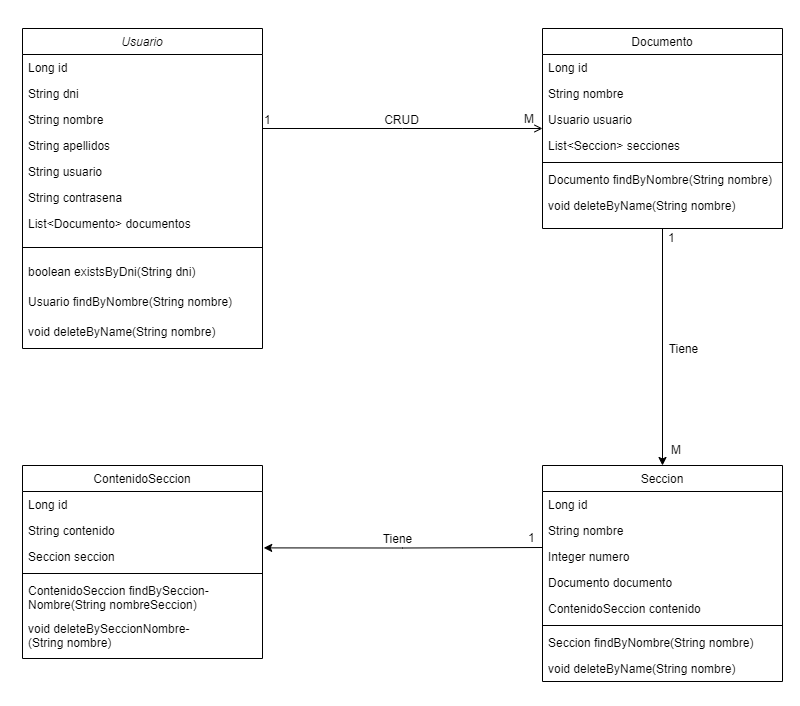 Usuario
Long id
String dni
String nombre
String apellidos
String usuario
String contrasena
List<Documento> documentos
boolean existsByDni(String dni)
Usuario findByNombre(String nombre)
void deleteByName(String nombre)
1
CRUD
M
Documento
Long id
String nombre
Usuario usuario
List<Seccion> secciones
Documento findByNombre(String nombre)
void deleteByName(String nombre)
1
Tiene
M
Seccion
Long id
String nombre
Integer numero
Documento documento
ContenidoSeccion contenido
Seccion findByNombre(String nombre)
void deleteByName(String nombre)
1
Tiene
ContenidoSeccion
Long id
String contenido
Seccion seccion
ContenidoSeccion findBySeccion-
Nombre(String nombreSeccion)
void deleteBySeccionNombre-
(String nombre)